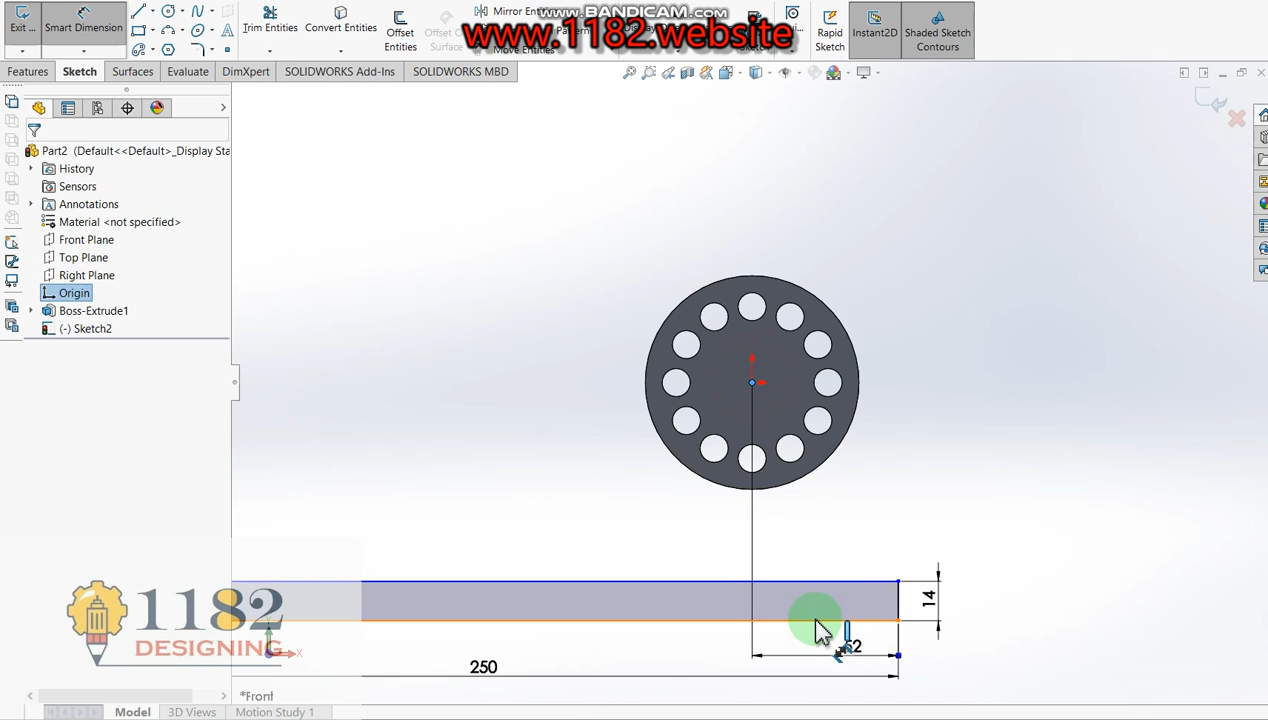 www.BANDICAM.com
www.1182.website
Exit ...
Smart Dimension
Trim Entities
Convert Entities
Offset Entities
Offset On Surface
Mirror Entities
Move Entities
Rapid Sketch
Instant2D
Shaded Sketch Contours
Features
Sketch
Surfaces
Evaluate
DimXpert
SOLIDWORKS Add-Ins
SOLIDWORKS MBD
Part2 (Default<<Default>_Display Sta
History
Sensors
Annotations
Material <not specified>
Front Plane
Top Plane
Right Plane
Origin
Boss-Extrude1
(-) Sketch2
14
250
Y
X
1182
DESIGNING
*Front
Model
3D Views
Motion Study 1